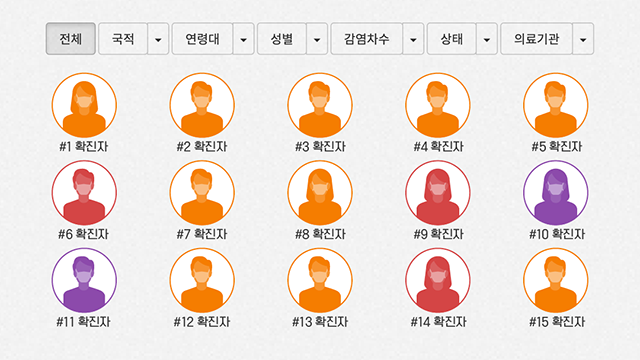 전체 국적 연령대 성별 감염차수 상태 의료기관
#1 확진자 #2 확진자 #3 확진자 #4 확진자 #5 확진자
#6 확진자 #7 확진자 #8 확진자 #9 확진자 #10 확진자
#11 확진자 #12 확진자 #13 확진자 #14 확진자 #15 확진자